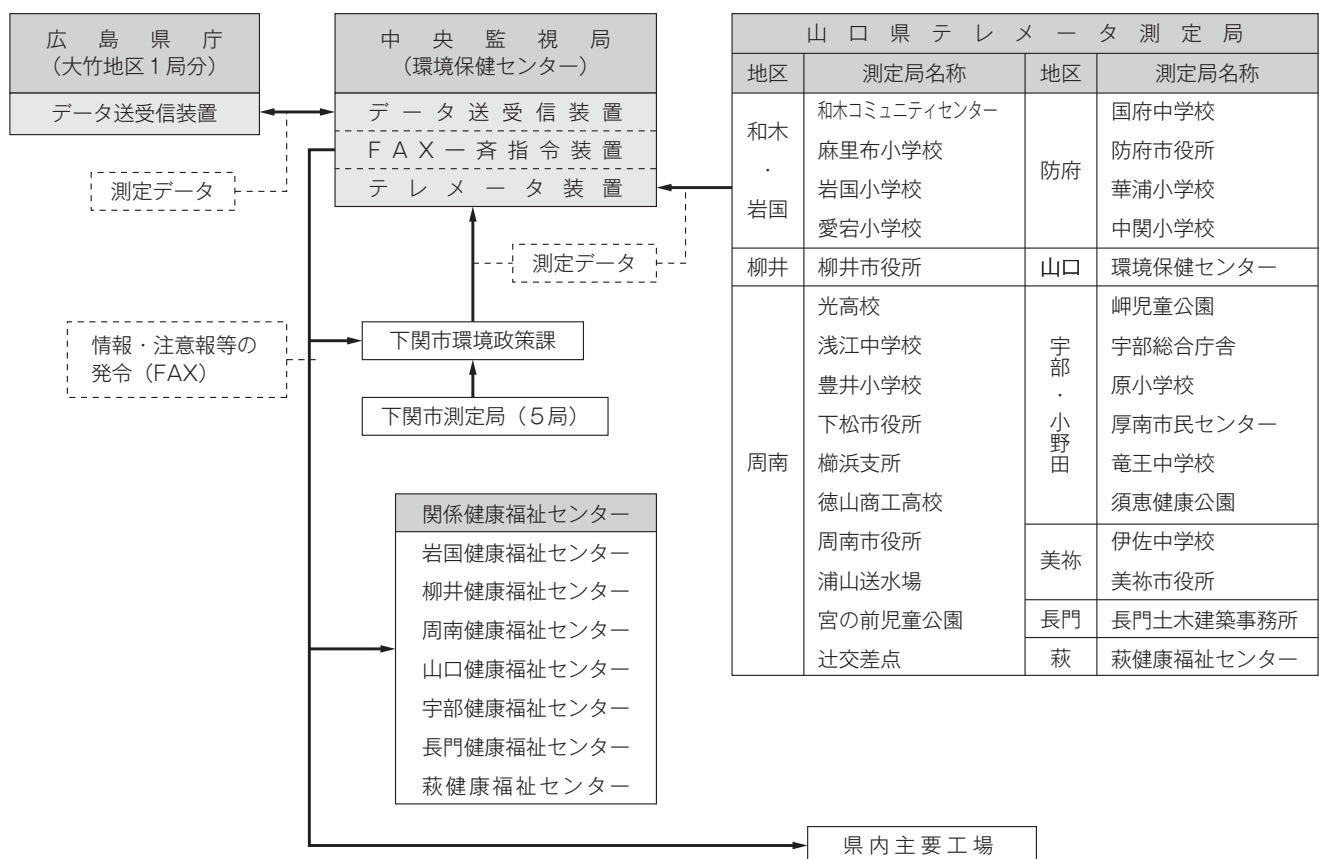 広島県庁
（大竹地区１局分）
データ送受信装置
測定データ
中央監視局
（環境保健センター）
データ送受信装置
ＦＡＸ一斉指令装置
テレメータ装置
測定データ
情報・注意報等の
発令（FAX）
下関市環境政策課
下関市測定局（５局）
関係健康福祉センター
岩国健康福祉センター
柳井健康福祉センター
周南健康福祉センター
山口健康福祉センター
宇部健康福祉センター
長門健康福祉センター
萩健康福祉センター
県内主要工場
山口県テレメータ測定局
地区 測定局名称 地区 測定局名称
和木・岩国
和木コミュニティセンター
麻里布小学校
岩国小学校
愛宕小学校
柳井 柳井市役所
周南
光高校
浅江中学校
豊井小学校
下松市役所
櫛浜支所
徳山商工高校
周南市役所
浦山送水場
宮の前児童公園
辻交差点
防府
国府中学校
防府市役所
華浦小学校
中関小学校
山口 環境保健センター
宇部・小野田
岬児童公園
宇部総合庁舎
原小学校
厚南市民センター
竜王中学校
須恵健康公園
美祢
伊佐中学校
美祢市役所
長門 長門土木建築事務所
萩 萩健康福祉センター